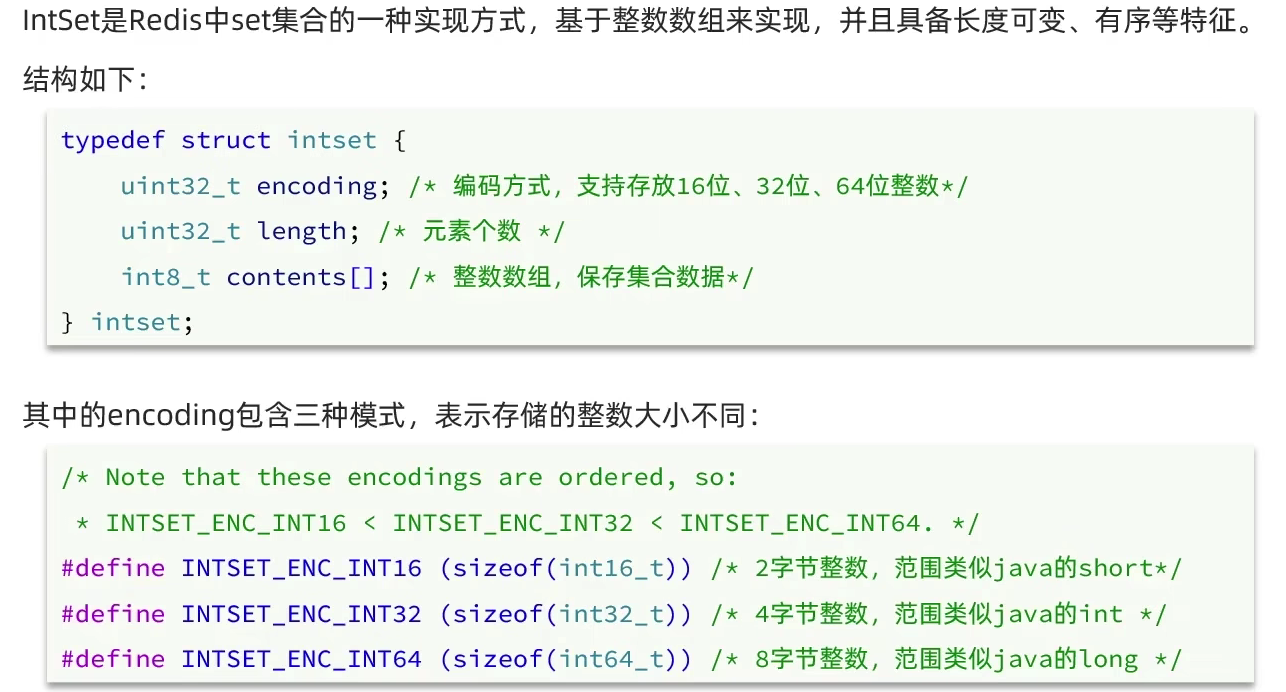 IntSet是Redis中set集合的一种实现方式，基于整数数组来实现，并且具备长度可变、有序等特征。
结构如下：
typedef struct intset {
    uint32_t encoding; /* 编码方式，支持存放16位、32位、64位整数*/
    uint32_t length; /* 元素个数 */
    int8_t contents[]; /* 整数数组，保存集合数据*/
} intset;
其中的encoding包含三种模式，表示存储的整数大小不同：
/* Note that these encodings are ordered, so:
 * INTSET_ENC_INT16 < INTSET_ENC_INT32 < INTSET_ENC_INT64. */
#define INTSET_ENC_INT16 (sizeof(int16_t)) /* 2字节整数，范围类似java的short*/
#define INTSET_ENC_INT32 (sizeof(int32_t)) /* 4字节整数，范围类似java的int */
#define INTSET_ENC_INT64 (sizeof(int64_t)) /* 8字节整数，范围类似java的long */